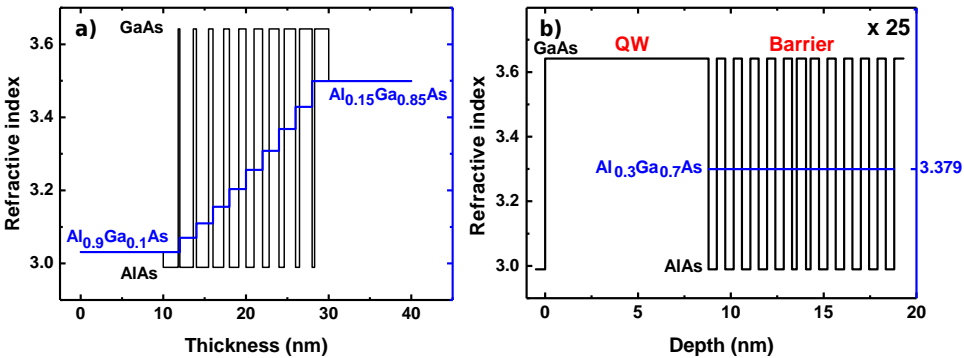 a)
GaAs
Al0.15Ga0.85As
Al0.9Ga0.1As
AlAs
3.6
3.4
3.2
3.0
Refractive index
0
10
20
30
40
Thickness (nm)
b)
x 25
QW
Barrier
GaAs
Al0.3Ga0.7As
AlAs
3.379
3.6
3.4
3.2
3.0
Refractive index
0
5
10
15
20
Depth (nm)